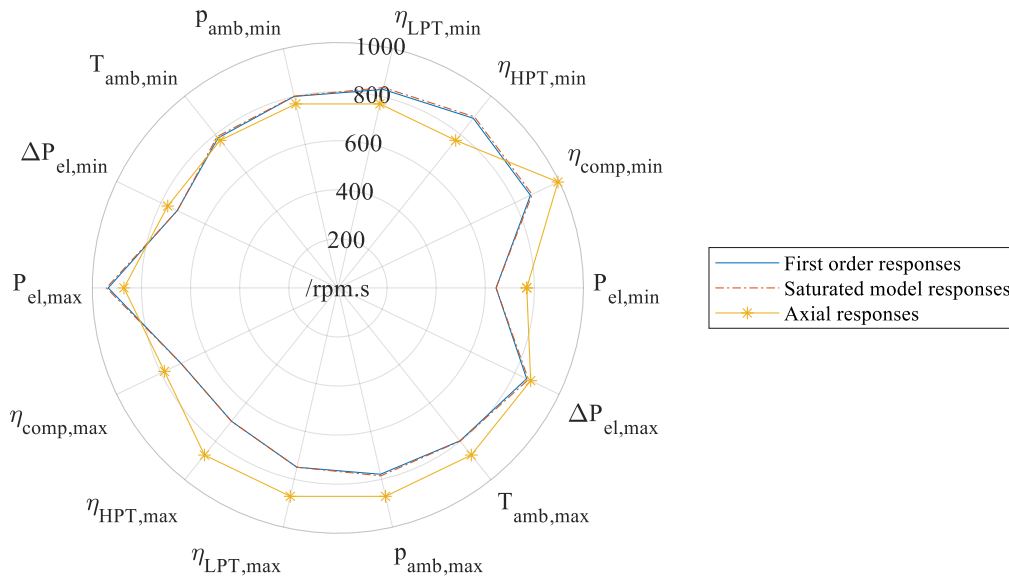 p_amb,min
η_LPT,min
1000
T_amb,min
η_HPT,min
800
ΔP_el,min
600
η_comp,min
400
200
P_el,max
/rpm.s
P_el,min
First order responses
Saturated model responses
Axial responses
η_comp,max
ΔP_el,max
η_HPT,max
T_amb,max
η_LPT,max
p_amb,max